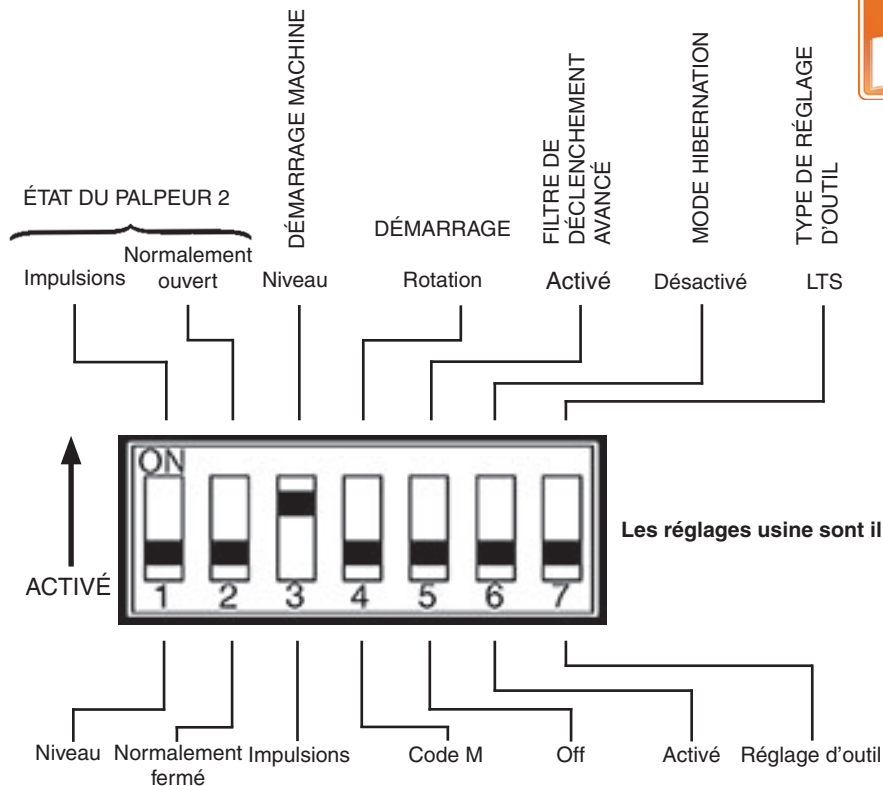 DÉMARRAGE MACHINE
FILTRE DE
DÉCLENCHEMENT
AVANCÉ
MODE HIBERNATION
TYPE DE RÉGLAGE
D'OUTIL
ÉTAT DU PALPEUR 2
DÉMARRAGE
Impulsions
Normalement
ouvert
Niveau
Rotation
Activé
Désactivé
LTS
ON
ACTIVÉ
1 2 3 4 5 6 7
Les réglages usine sont il
Niveau
Normalement
fermé
Impulsions
Code M
Off
Activé
Réglage d'outil